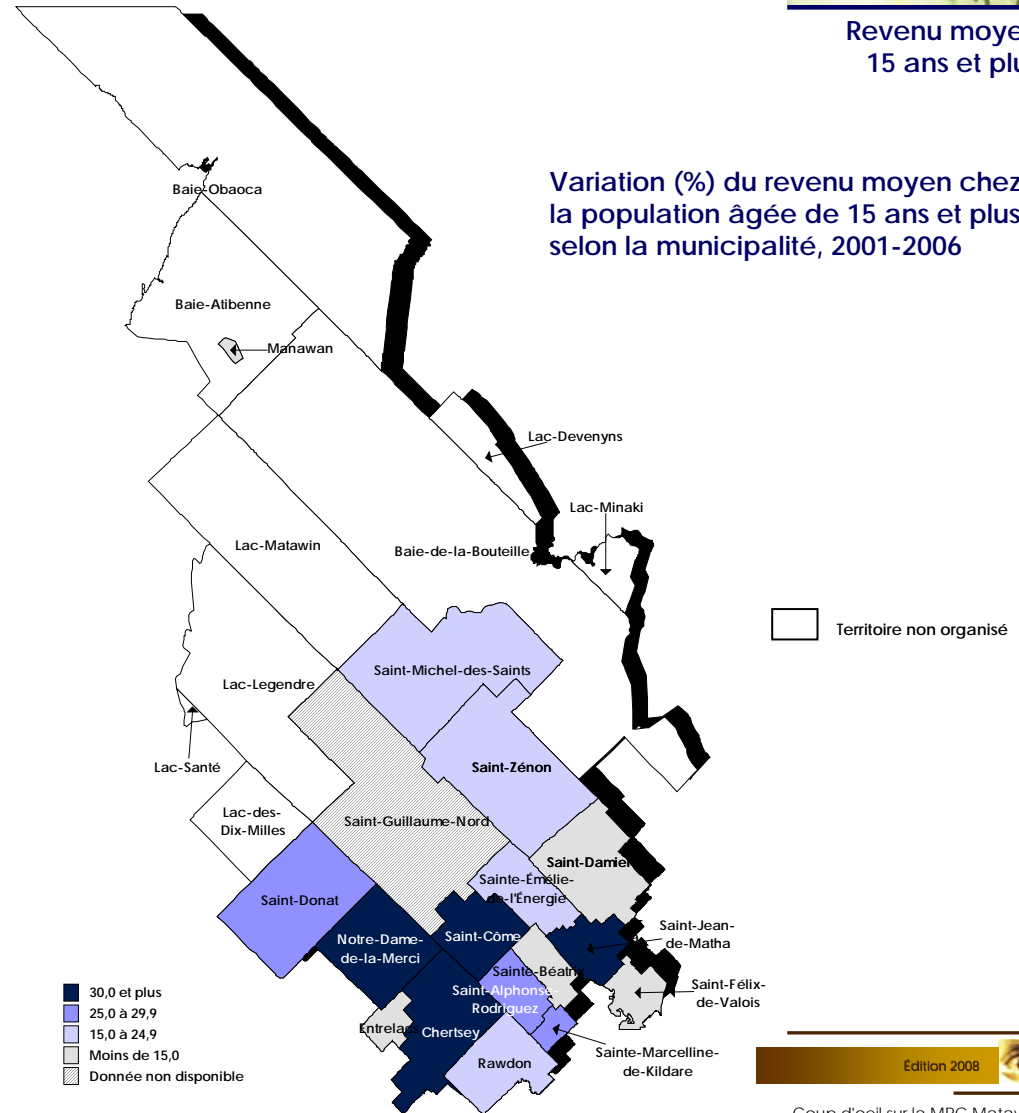 Revenu moye
15 ans et plu
Variation (%) du revenu moyen chez
la population âgée de 15 ans et plus
selon la municipalité, 2001-2006
Baie-Obaoca
Baie-Atibenne
Manawan
Lac-Devenyns
Lac-Minaki
Lac-Matawin
Baie-de-la-Bouteille
Territoire non organisé
Saint-Michel-des-Saints
Lac-Legendre
Lac-Santé
Saint-Zénon
Lac-des-
Dix-Milles
Saint-Guillaume-Nord
Saint-Damien
Sainte-Émélie-
de-l'Énergie
Saint-Donat
Saint-Jean-
de-Matha
Notre-Dame-
de-la-Merci
Saint-Côme
Sainte-Béatrix
Saint-Félix-
de-Valois
Saint-Alphonse-
Rodriguez
Entrelacs
Chertsey
Sainte-Marcelline-
de-Kildare
Rawdon
30,0 et plus
25,0 à 29,9
15,0 à 24,9
Moins de 15,0
Donnée non disponible
Édition 2008
Coup d'oeil sur la MRC Mataw